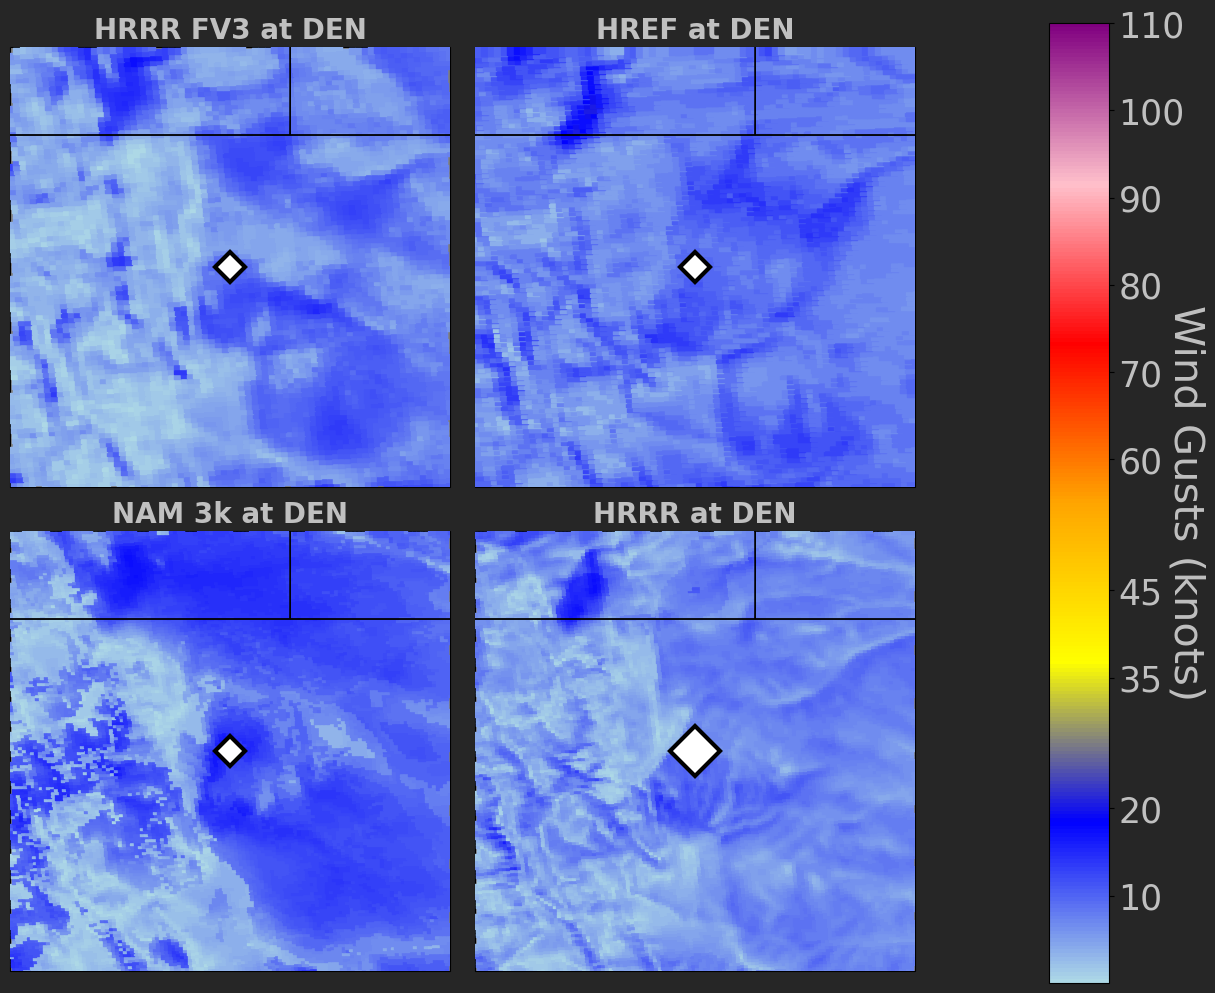 HRRR FV3 at DEN
HREF at DEN
NAM 3k at DEN
HRRR at DEN
110
100
90
80
70
60
45
35
20
10
Wind Gusts (knots)